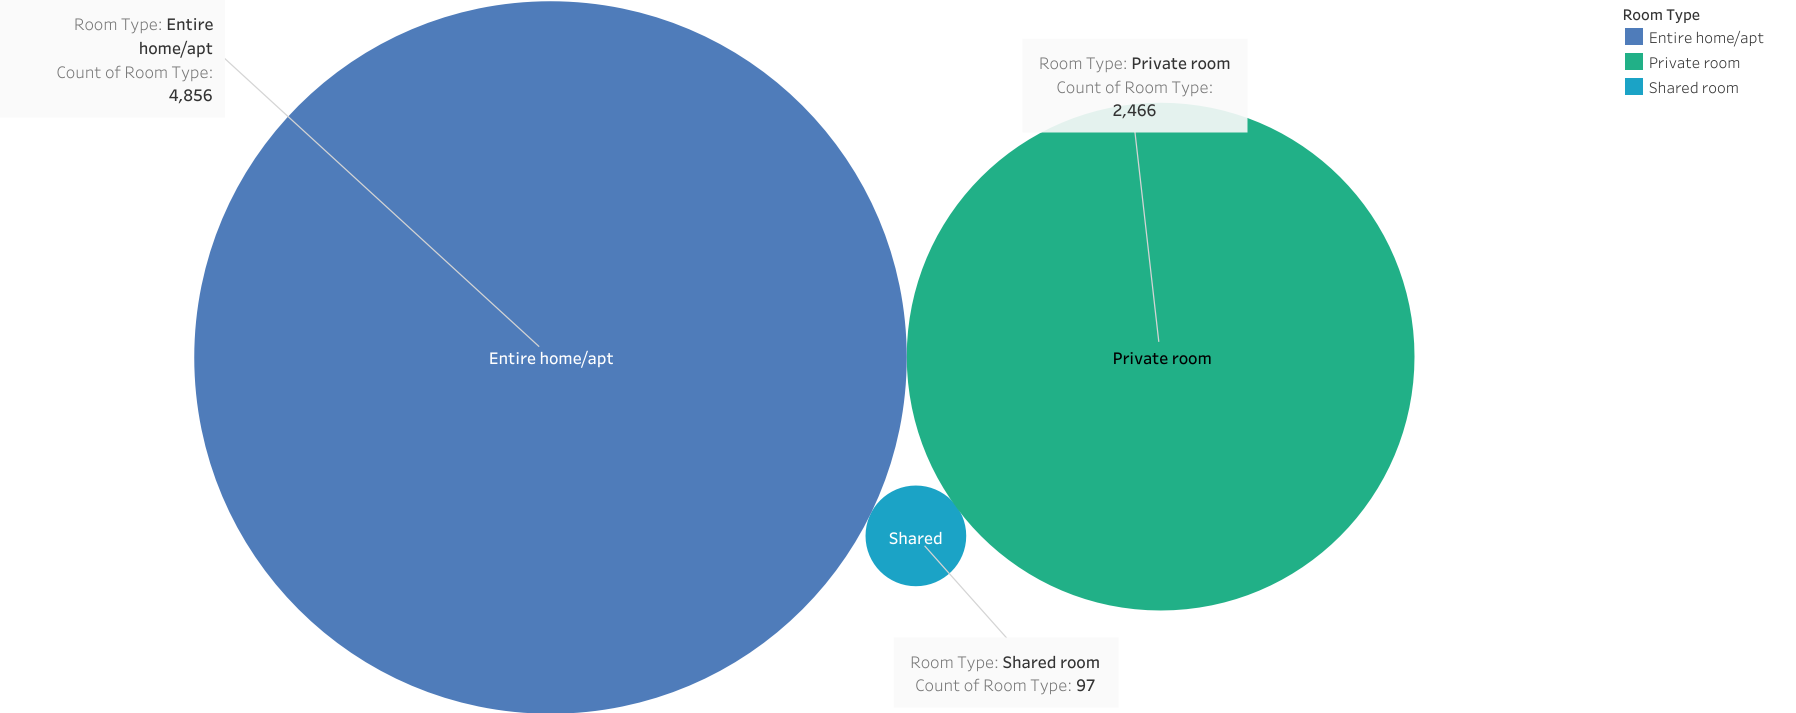 Room Type: Entire
home/apt
Count of Room Type:
4,856
Room Type: Private room
Count of Room Type:
2,466
Room Type
Entire home/apt
Private room
Shared room
Entire home/apt
Private room
Shared
Room Type: Shared room
Count of Room Type: 97